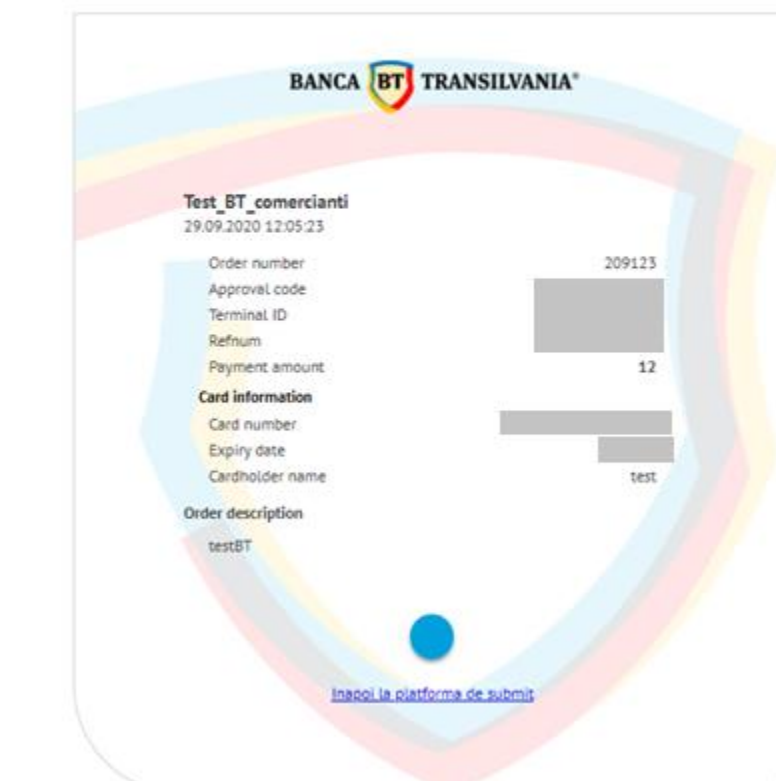 BANCA BT TRANSILVANIA®
Test_BT_comercianti
29.09.2020 12:05:23
Order number 209123
Approval code
Terminal ID
Refnum
Payment amount 12
Card information
Card number
Expiry date
Cardholder name test
Order description
testBT
Inapoi la platforma de submit